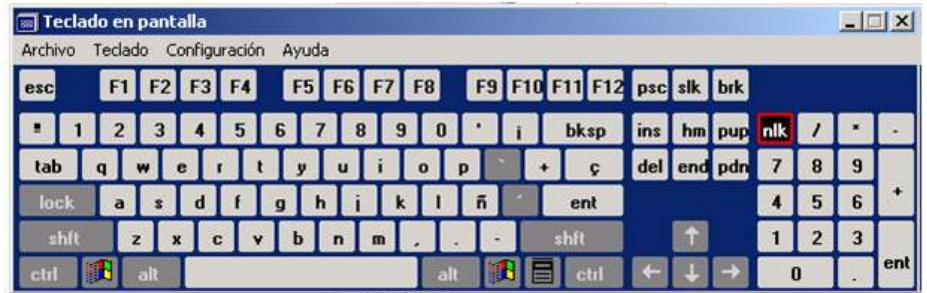 Teclado en pantalla
Archivo Teclado Configuración Ayuda
esc F1 F2 F3 F4 F5 F6 F7 F8 F9 F10 F11 F12 psc slk brk
º 1 2 3 4 5 6 7 8 9 0 ' ¡ bksp ins hm pup nlk / * -
tab q w e r t y u i o p ` + ç del end pdn 7 8 9 +
lock a s d f g h j k l ñ ´ ent 4 5 6
shft z x c v b n m , . - shft ↑ 1 2 3 ent
ctrl alt alt ctrl ← ↓ → 0 .